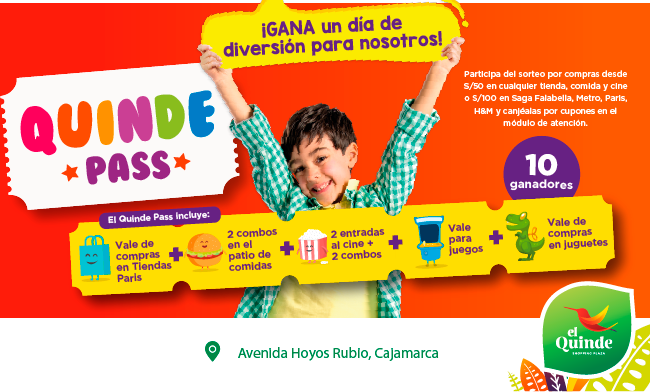 ¡GANA un día de
diversión para nosotros!
QUINDE
PASS
Participa del sorteo por compras desde
S/50 en cualquier tienda, comida y cine
o S/100 en Saga Falabella, Metro, Paris,
H&M y canjéalas por cupones en el
módulo de atención.
10
ganadores
El Quinde Pass incluye:
Vale de
compras
en Tiendas
Paris
+
2 combos
en el
patio de
comidas
+
2 entradas
al cine +
2 combos
+
Vale
para
juegos
+
Vale de
compras
en juguetes
el
Quinde
SHOPPING PLAZA
Avenida Hoyos Rubio, Cajamarca